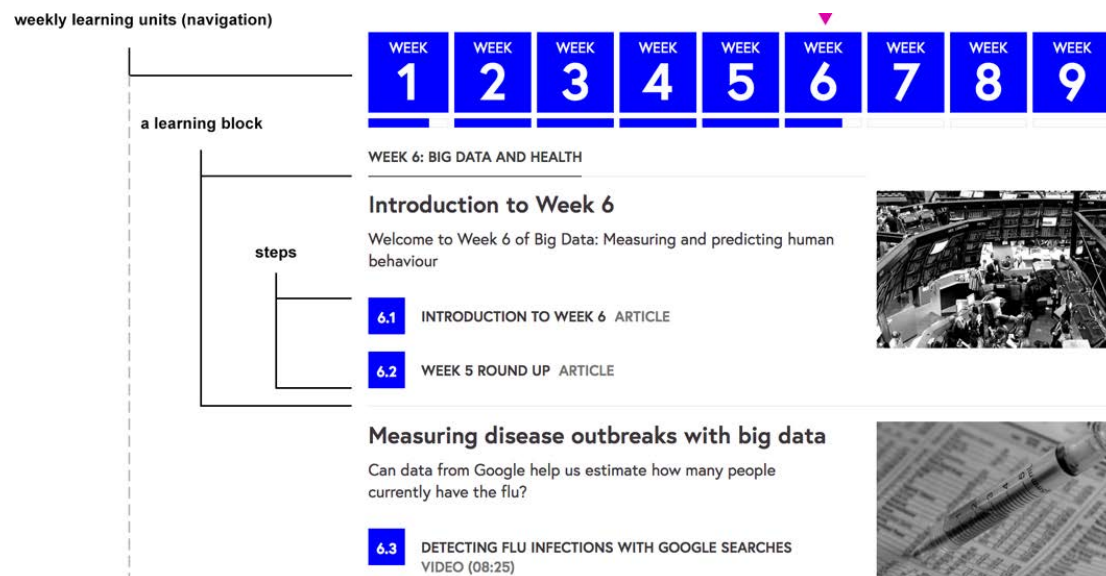 weekly learning units (navigation)
WEEK WEEK WEEK WEEK WEEK WEEK WEEK WEEK WEEK
1 2 3 4 5 6 7 8 9
a learning block
WEEK 6: BIG DATA AND HEALTH
Introduction to Week 6
Welcome to Week 6 of Big Data: Measuring and predicting human
behaviour
steps
6.1 INTRODUCTION TO WEEK 6 ARTICLE
6.2 WEEK 5 ROUND UP ARTICLE
Measuring disease outbreaks with big data
Can data from Google help us estimate how many people
currently have the flu?
6.3 DETECTING FLU INFECTIONS WITH GOOGLE SEARCHES
VIDEO (08:25)